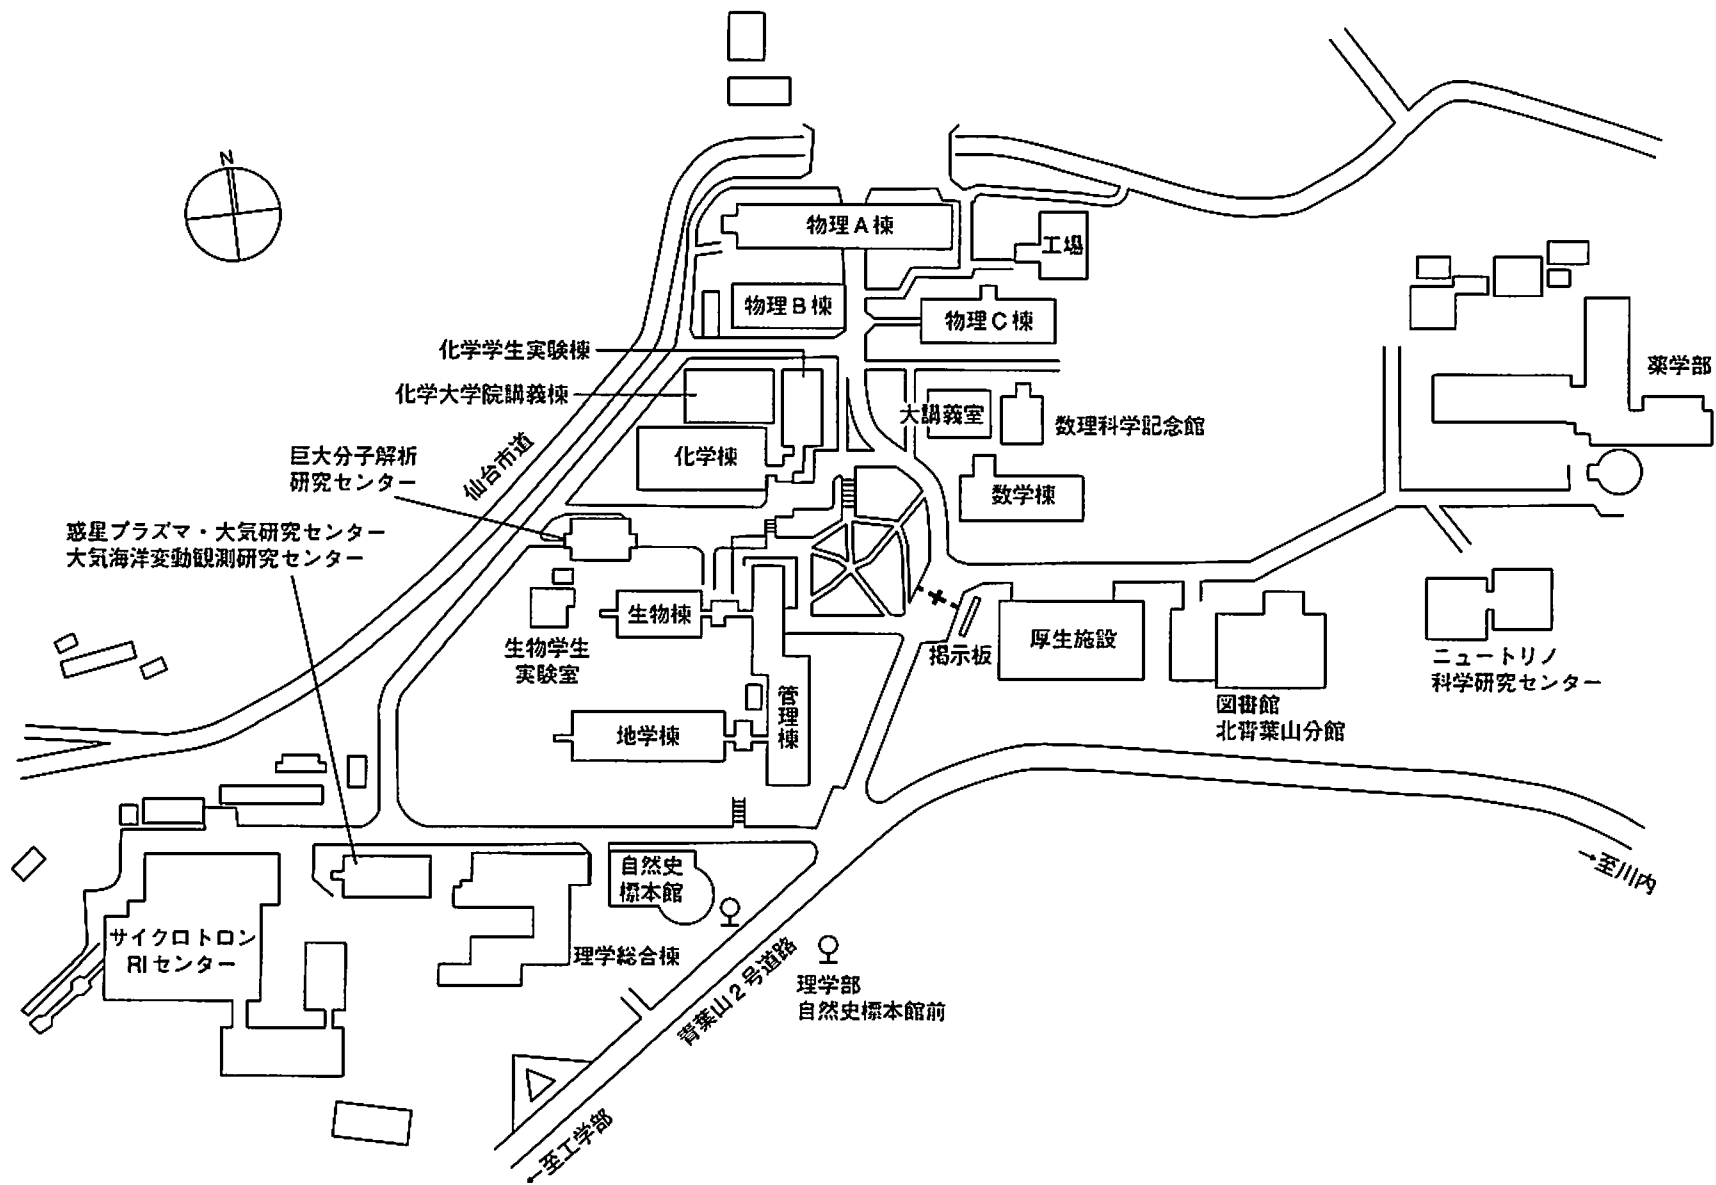 N
物理A棟
工場
物理B棟
物理C棟
化学学生実験棟
化学大学院講義棟
大講義室
数理科学記念館
薬学部
化学棟
仙台市道
巨大分子解析
研究センター
数学棟
惑星プラズマ・大気研究センター
大気海洋変動観測研究センター
生物棟
生物学生
実験室
掲示板
厚生施設
ニュートリノ
科学研究センター
図書館
北青葉山分館
管理棟
地学棟
→至川内
自然史
標本館
サイクロトロン
RIセンター
理学総合棟
青葉山2号道路
理学部
自然史標本館前
←至工学部